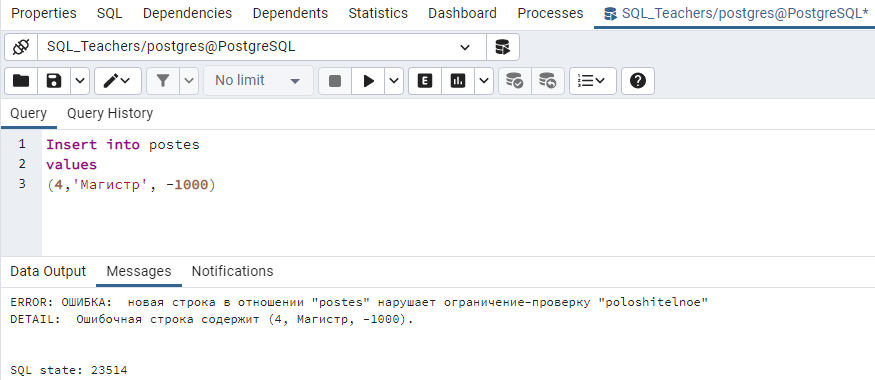 Properties SQL Dependencies Dependents Statistics Dashboard Processes SQL_Teachers/postgres@PostgreSQL*
SQL_Teachers/postgres@PostgreSQL
No limit E
Query Query History
1 Insert into postes
2 values
3 (4,'Магистр', -1000)
Data Output Messages Notifications
ERROR: ОШИБКА:  новая строка в отношении "postes" нарушает ограничение-проверку "poloshitelnoe"
DETAIL:  Ошибочная строка содержит (4, Магистр, -1000).
SQL state: 23514